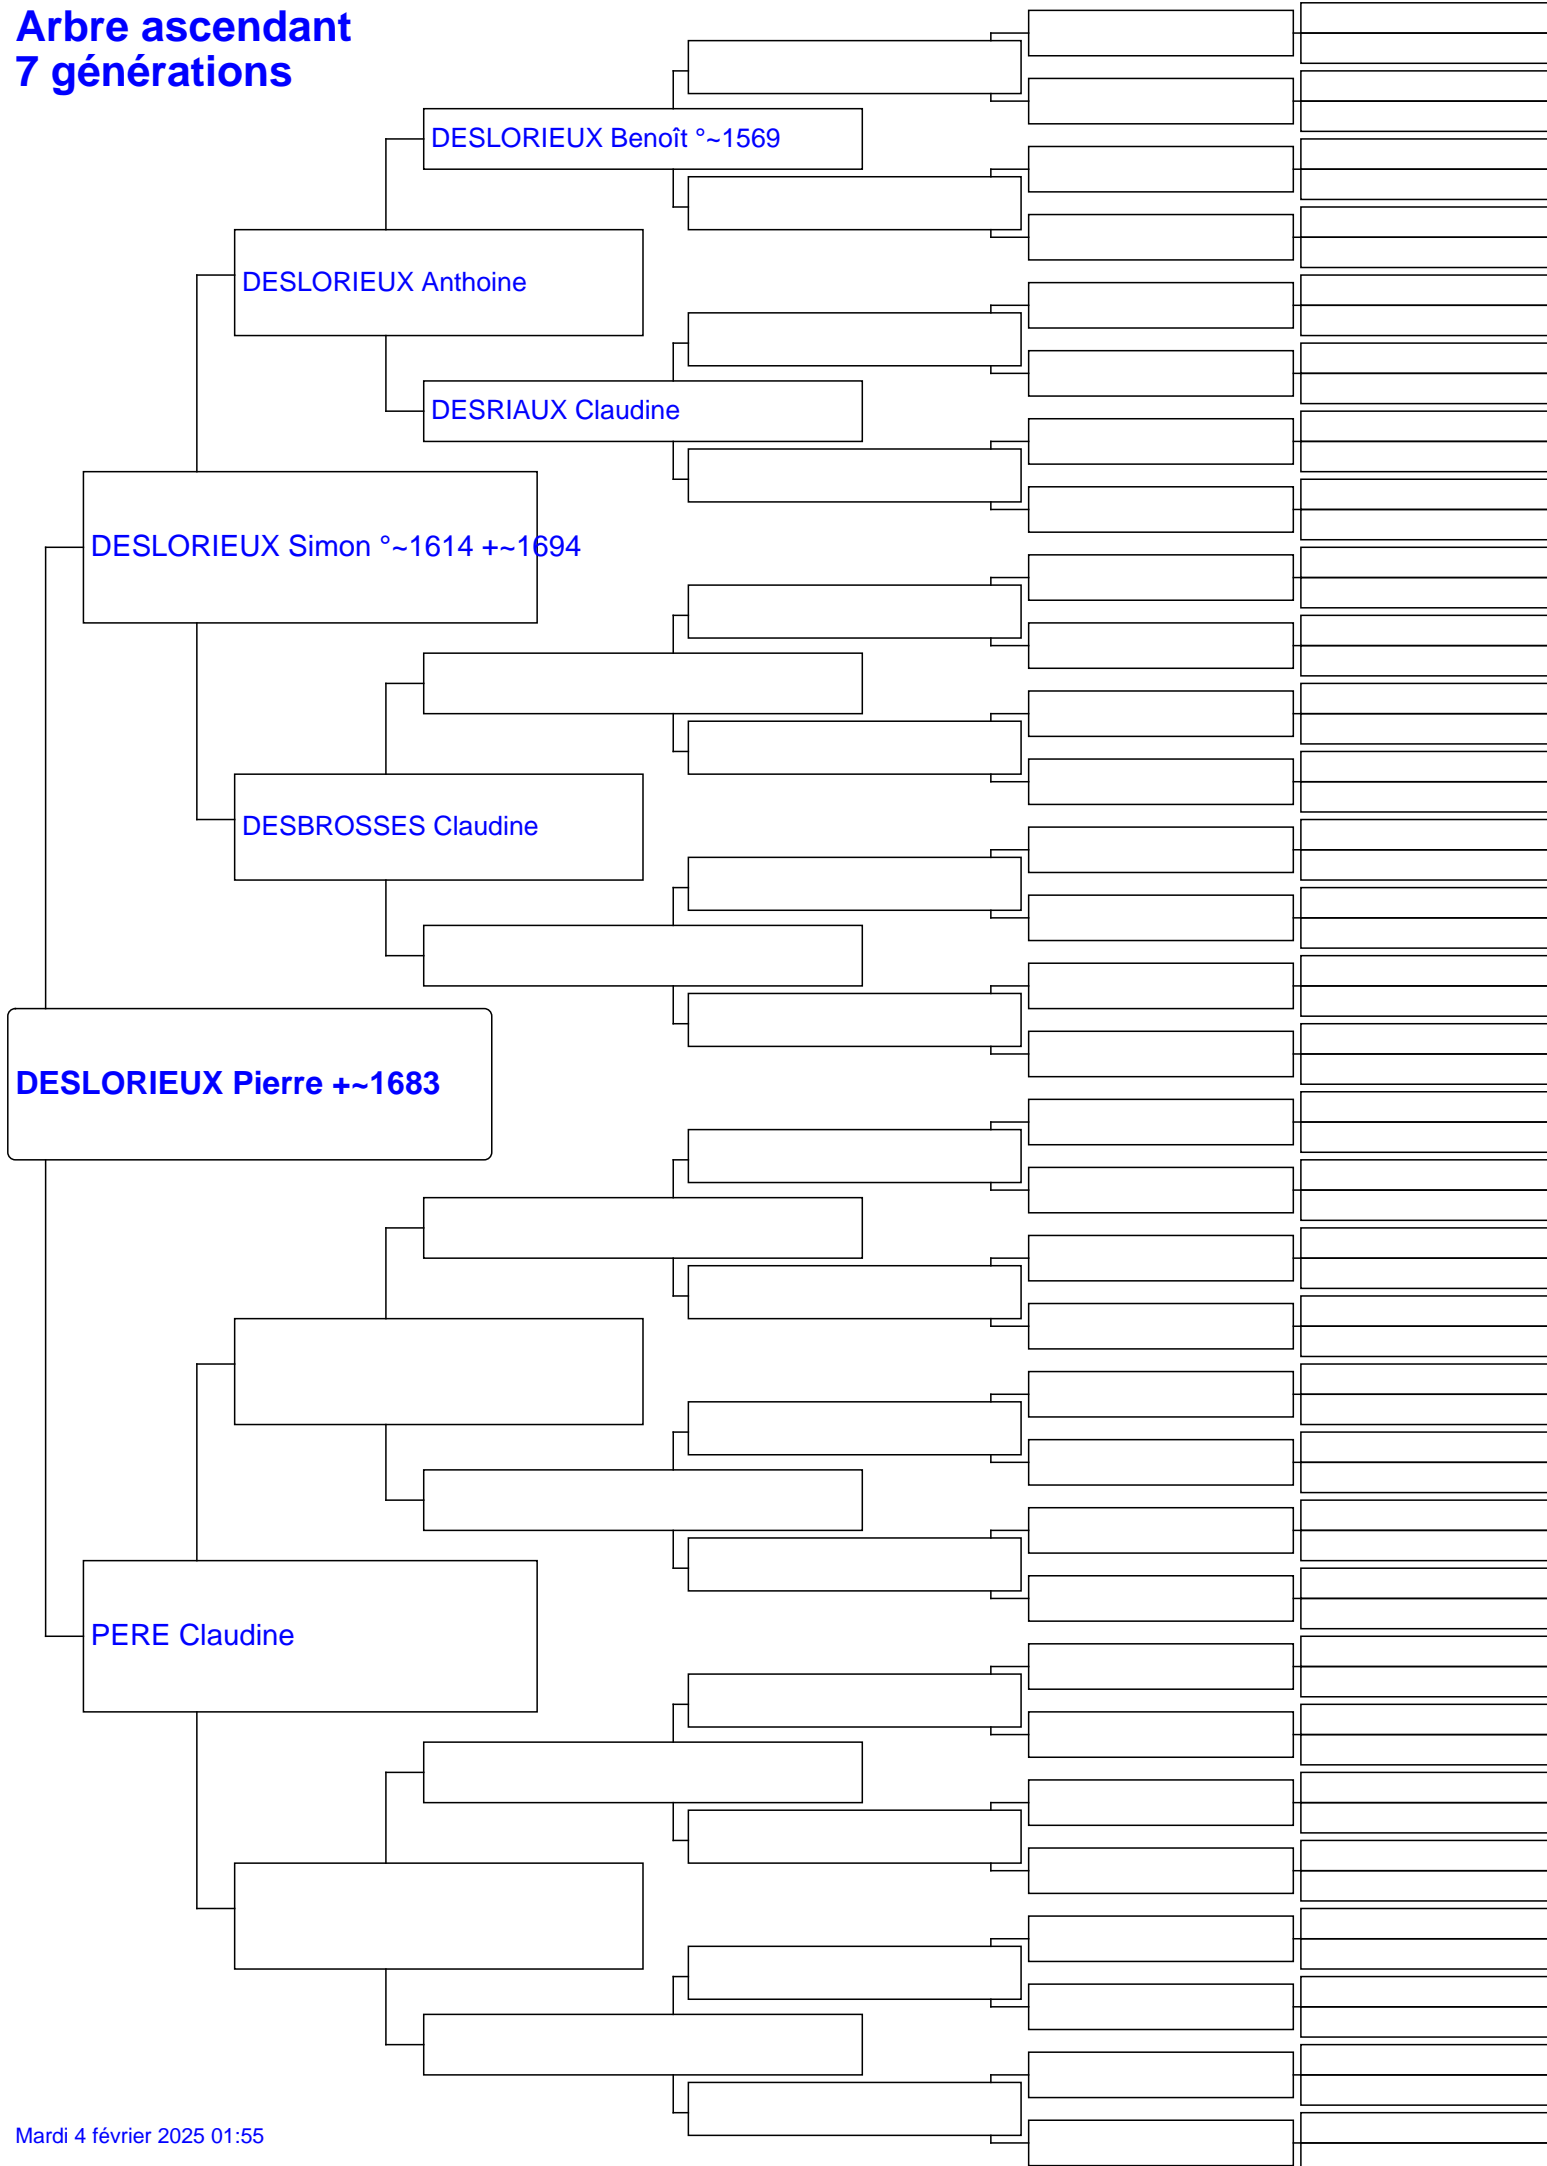 Arbre ascendant
7 générations
DESLORIEUX Benoît °~1569
DESLORIEUX Anthoine
DESRIAUX Claudine
DESLORIEUX Simon °~1614 +~1694
DESBROSSES Claudine
DESLORIEUX Pierre +~1683
PERE Claudine
Mardi 4 février 2025 01:55